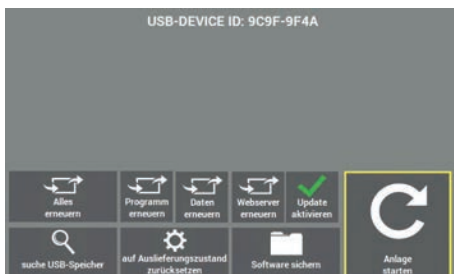 USB-DEVICE ID: 9C9F-9F4A
Alles
erneuern
Programm
erneuern
Daten
erneuern
Webserver
erneuern
Update
aktivieren
suche USB-Speicher
auf Auslieferungszustand
zurücksetzen
Software sichern
Anlage
starten